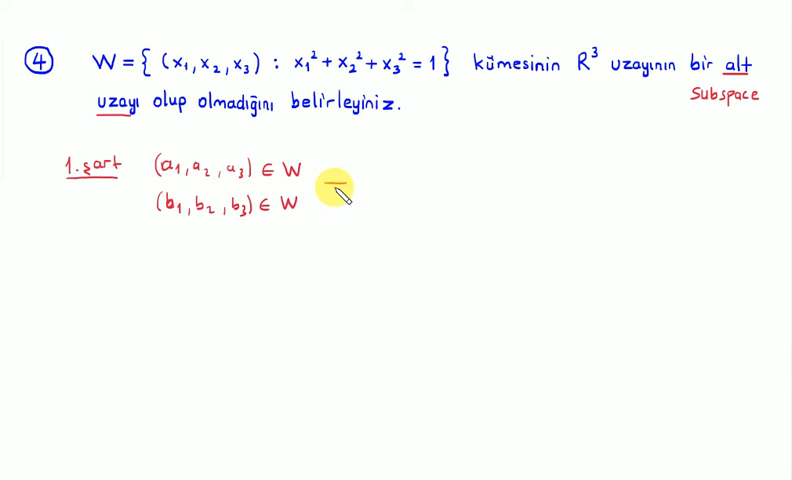 4 W = { (x₁, x₂, x₃) : x₁² + x₂² + x₃² = 1 } kümesinin R³ uzayının bir alt
uzayı olup olmadığını belirleyiniz.
Subspace
1. şart (a₁, a₂, a₃) ∈ W
(b₁, b₂, b₃) ∈ W